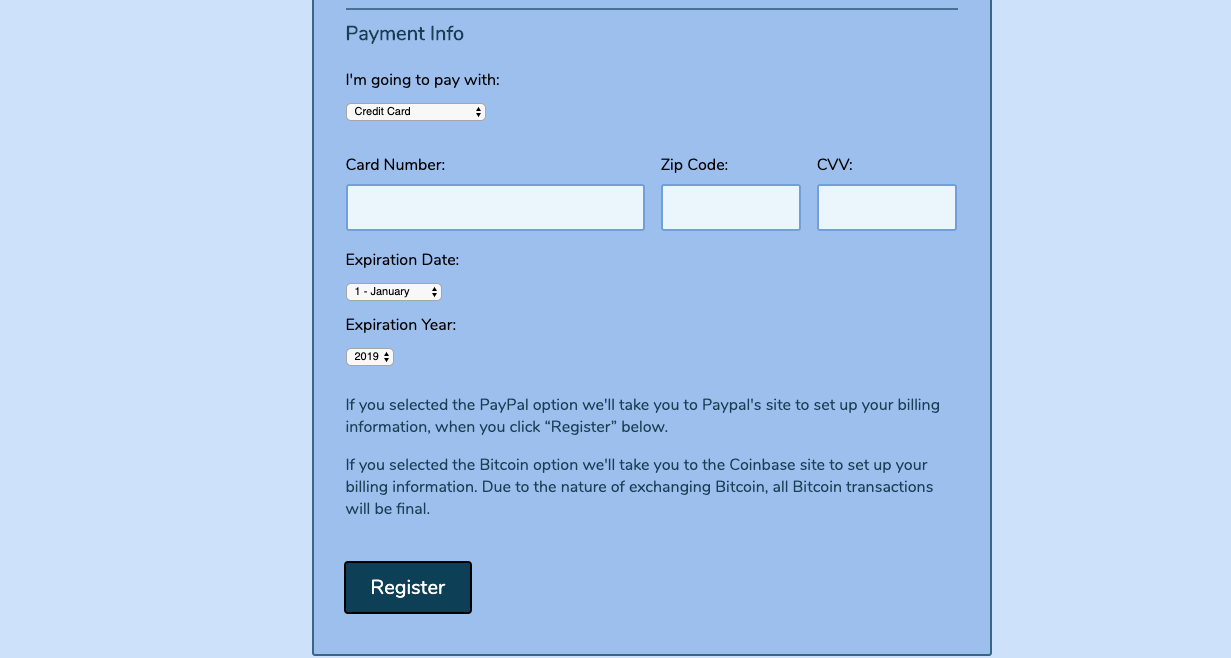 Payment Info
I'm going to pay with:
Credit Card
Card Number: Zip Code: CVV:
Expiration Date:
1 - January
Expiration Year:
2019
If you selected the PayPal option we'll take you to Paypal's site to set up your billing
information, when you click “Register” below.
If you selected the Bitcoin option we'll take you to the Coinbase site to set up your
billing information. Due to the nature of exchanging Bitcoin, all Bitcoin transactions
will be final.
Register